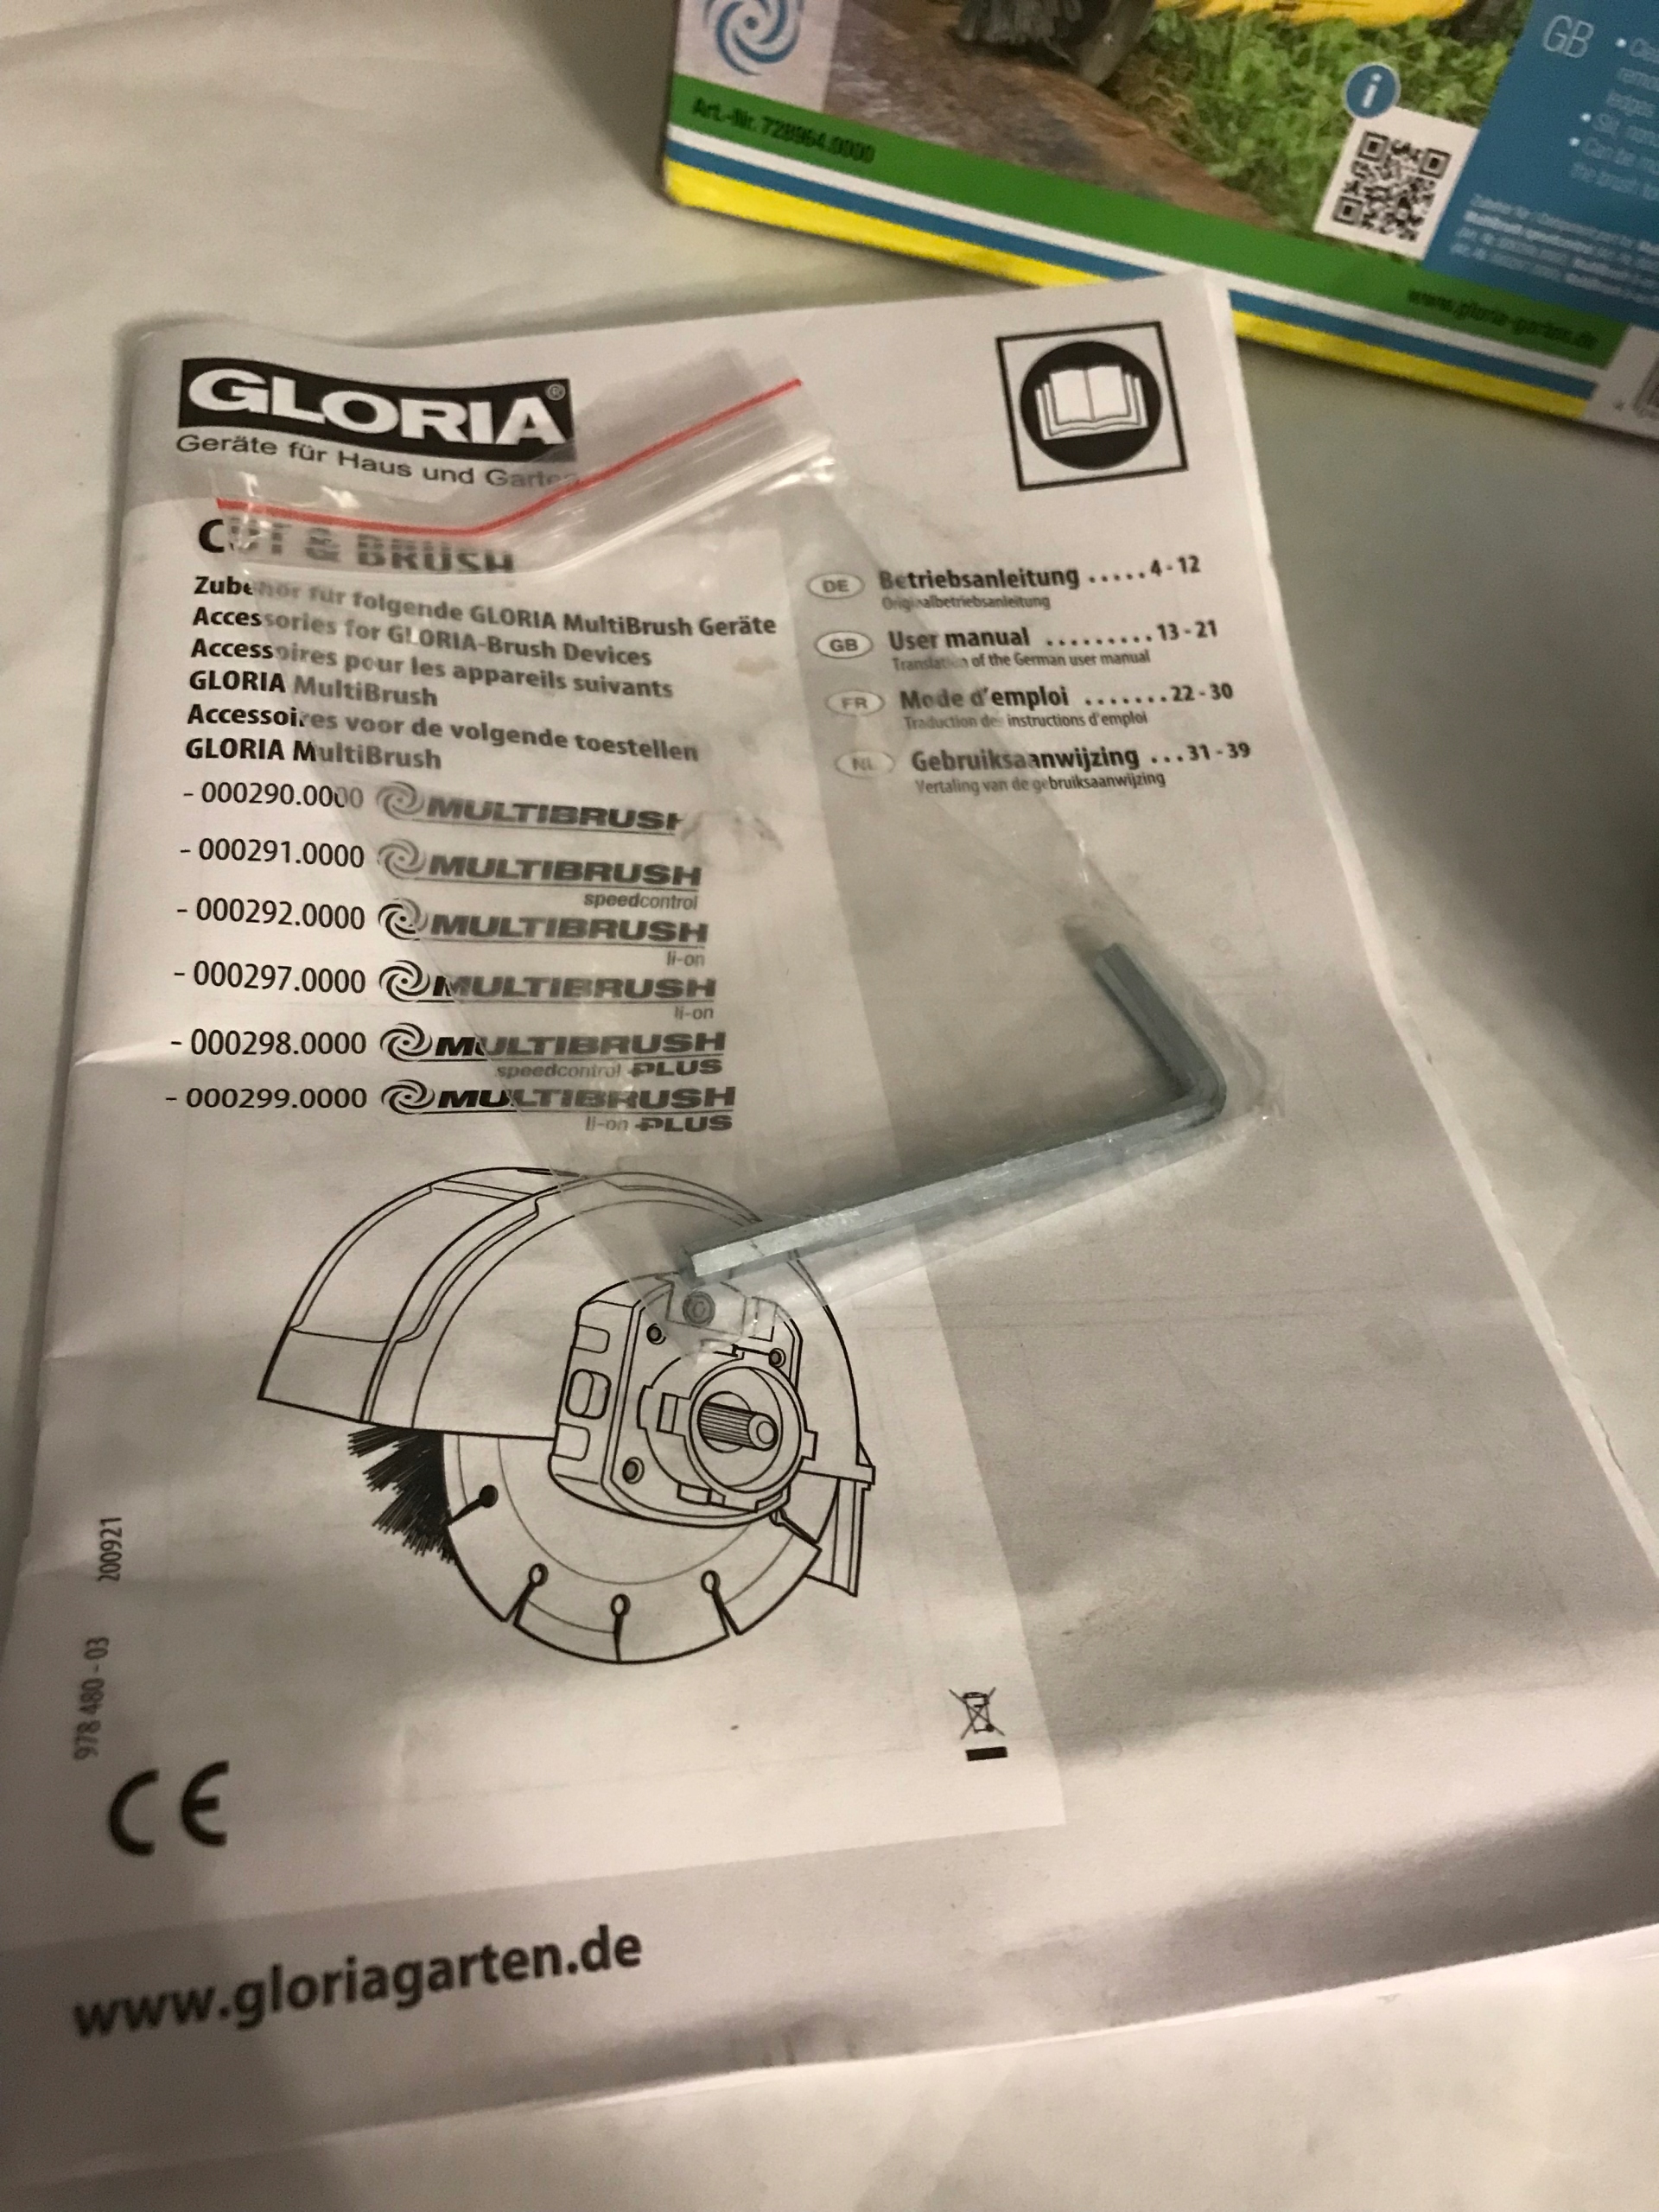 GB
Art.-Nr. 728964.0000
www.gloria-garten.de
GLORIA®
Geräte für Haus und Garten
CUT & BRUSH
Zubehör für folgende GLORIA MultiBrush Geräte
Accessories for GLORIA-Brush Devices
Accessoires pour les appareils suivants
GLORIA MultiBrush
Accessoires voor de volgende toestellen
GLORIA MultiBrush
- 000290.0000 MULTIBRUSH
- 000291.0000 MULTIBRUSH
speedcontrol
- 000292.0000 MULTIBRUSH
li-on
- 000297.0000 MULTIBRUSH
li-on
- 000298.0000 MULTIBRUSH
speedcontrol PLUS
- 000299.0000 MULTIBRUSH
li-on PLUS
DE Betriebsanleitung ..... 4 - 12
Originalbetriebsanleitung
GB User manual ......... 13 - 21
Translation of the German user manual
FR Mode d'emploi ....... 22 - 30
Traduction des instructions d'emploi
NL Gebruiksaanwijzing ... 31 - 39
Vertaling van de gebruiksaanwijzing
978 480 - 03 200921
CE
www.gloriagarten.de